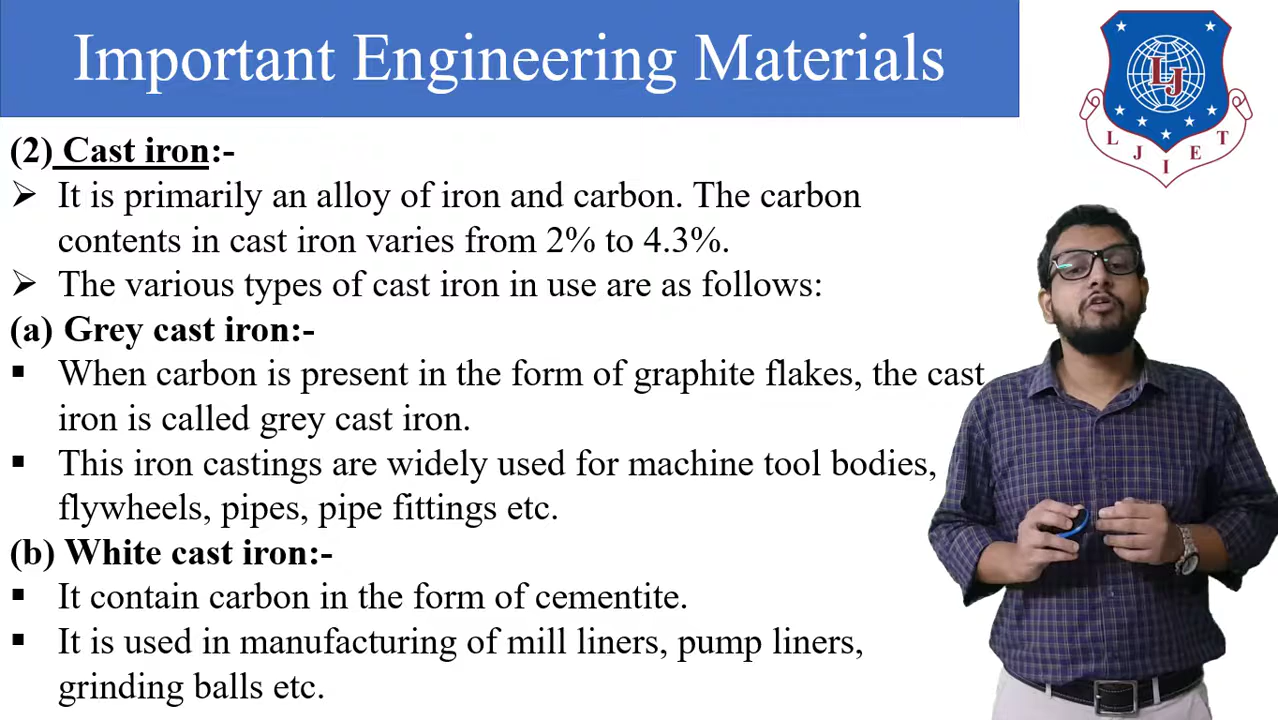 Important Engineering Materials
(2) Cast iron:-
➢ It is primarily an alloy of iron and carbon. The carbon
contents in cast iron varies from 2% to 4.3%.
➢ The various types of cast iron in use are as follows:
(a) Grey cast iron:-
▪ When carbon is present in the form of graphite flakes, the cast
iron is called grey cast iron.
▪ This iron castings are widely used for machine tool bodies,
flywheels, pipes, pipe fittings etc.
(b) White cast iron:-
▪ It contain carbon in the form of cementite.
▪ It is used in manufacturing of mill liners, pump liners,
grinding balls etc.
LJ
L J I E T